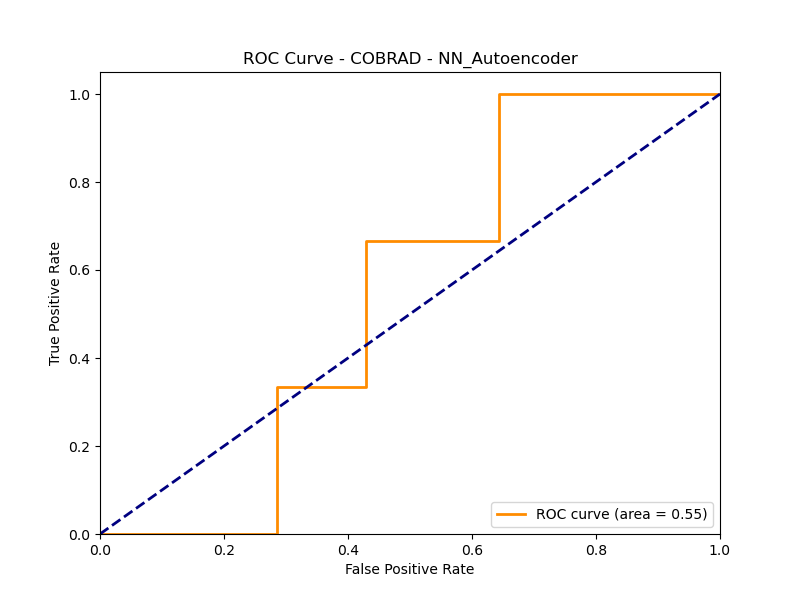 ROC Curve - COBRAD - NN_Autoencoder
True Positive Rate
1.0
0.8
0.6
0.4
0.2
0.0
0.0 0.2 0.4 0.6 0.8 1.0
False Positive Rate
ROC curve (area = 0.55)